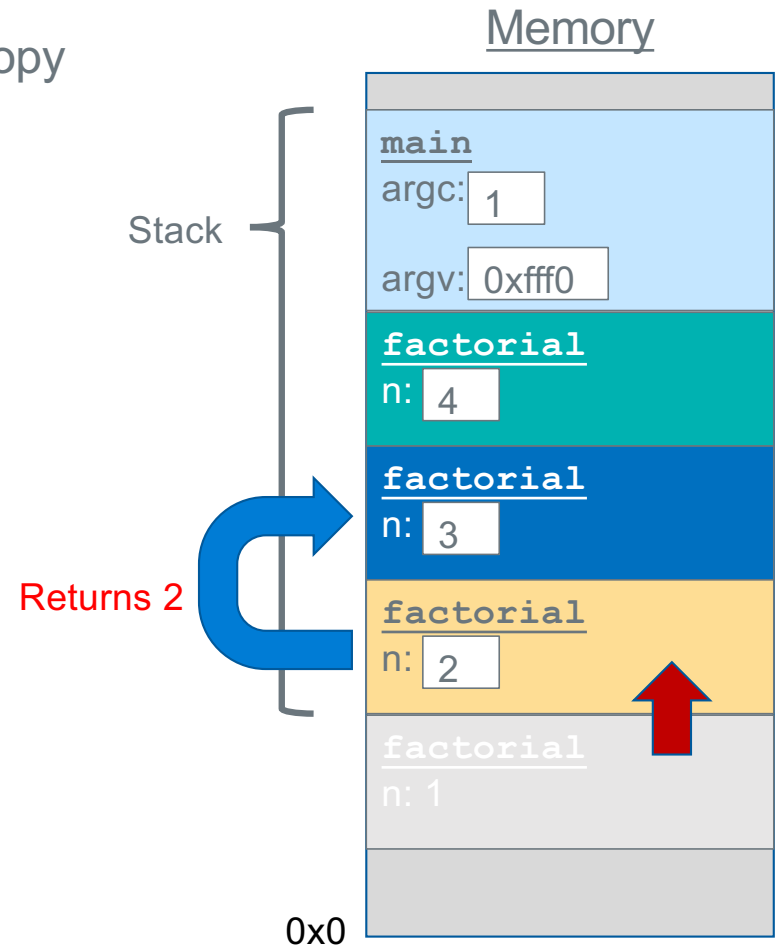 opy
Memory
Stack
main
argc: 1
argv: 0xfff0
factorial
n: 4
factorial
n: 3
Returns 2
factorial
n: 2
factorial
n: 1
0x0